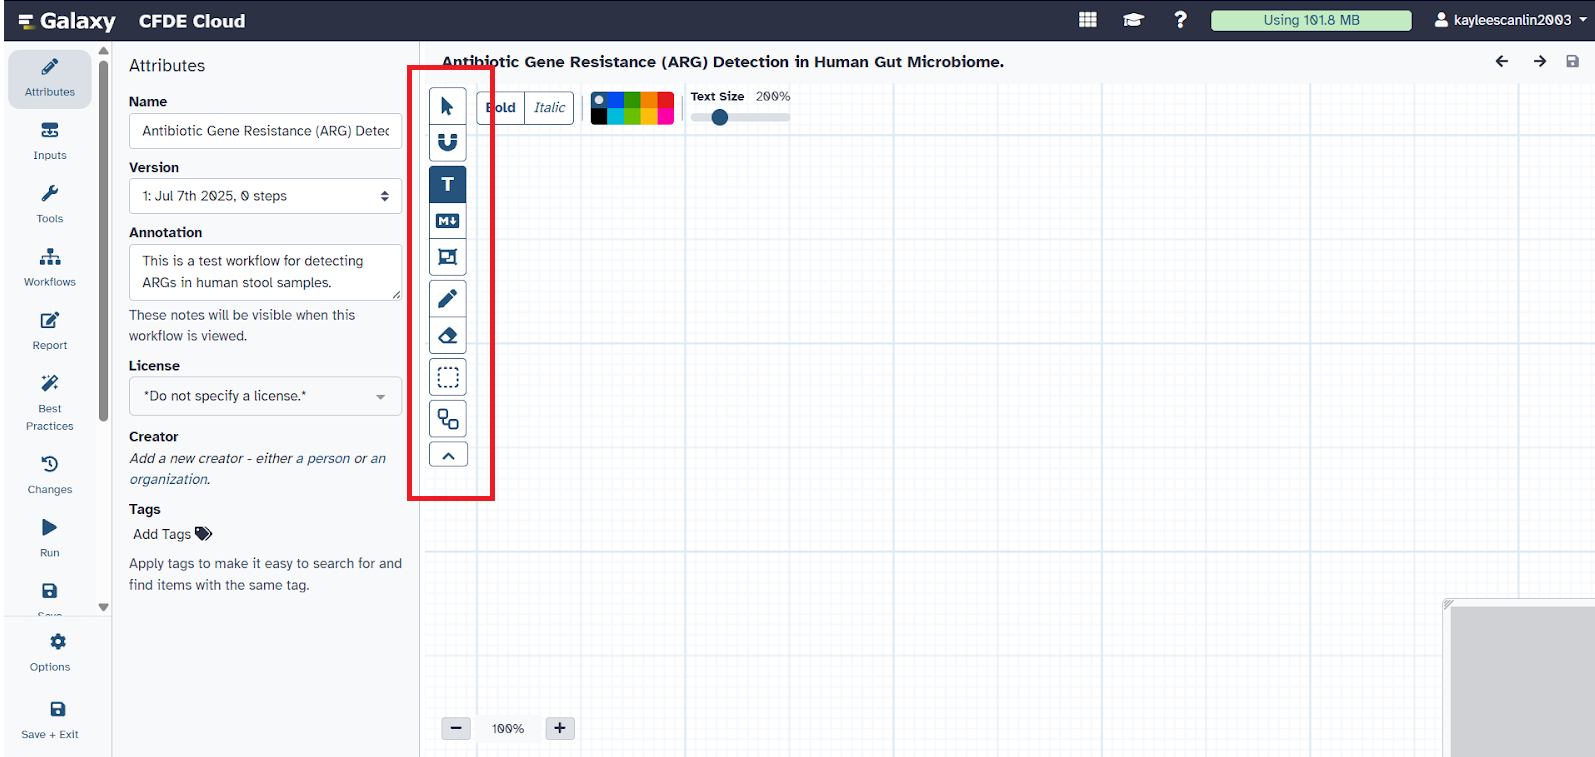 Galaxy CFDE Cloud
?
Using 101.8 MB
kayleescanlin2003
Attributes
Inputs
Tools
Workflows
Report
Best
Practices
Changes
Run
Save
Options
Save + Exit
Attributes
Name
Antibiotic Gene Resistance (ARG) Detec
Version
1: Jul 7th 2025, 0 steps
Annotation
This is a test workflow for detecting
ARGs in human stool samples.
These notes will be visible when this
workflow is viewed.
License
*Do not specify a license.*
Creator
Add a new creator - either a person or an
organization.
Tags
Add Tags
Apply tags to make it easy to search for and
find items with the same tag.
Antibiotic Gene Resistance (ARG) Detection in Human Gut Microbiome.
Bold Italic
Text Size 200%
T
M
100%